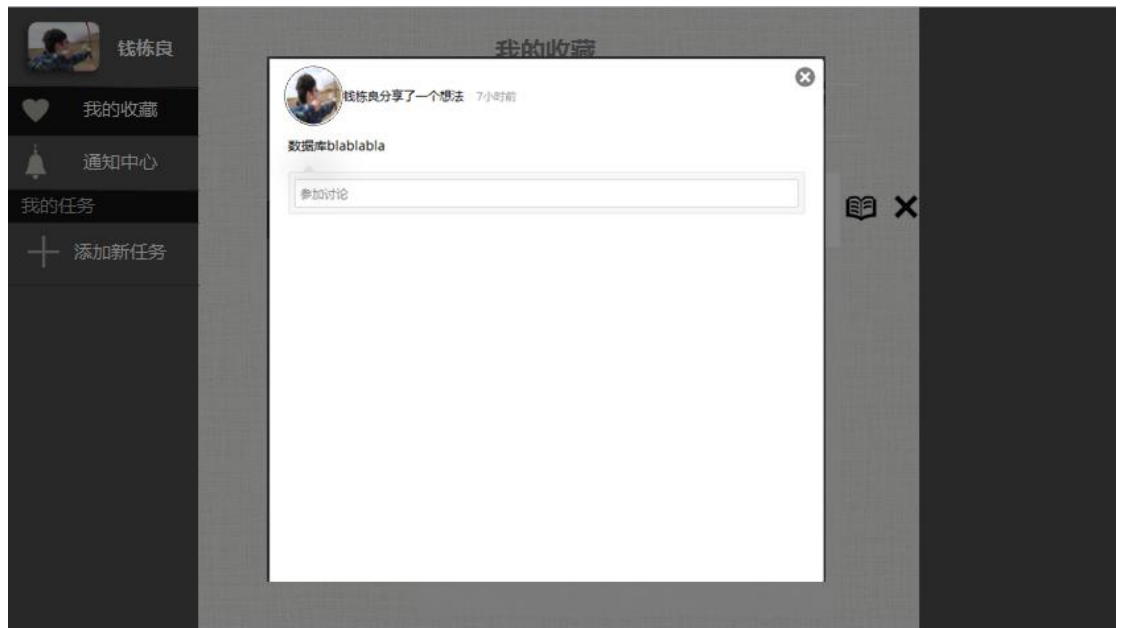 钱栋良
我的收藏
通知中心
我的任务
添加新任务
我的收藏
钱栋良分享了一个想法 7小时前
数据库blablabla
参加讨论